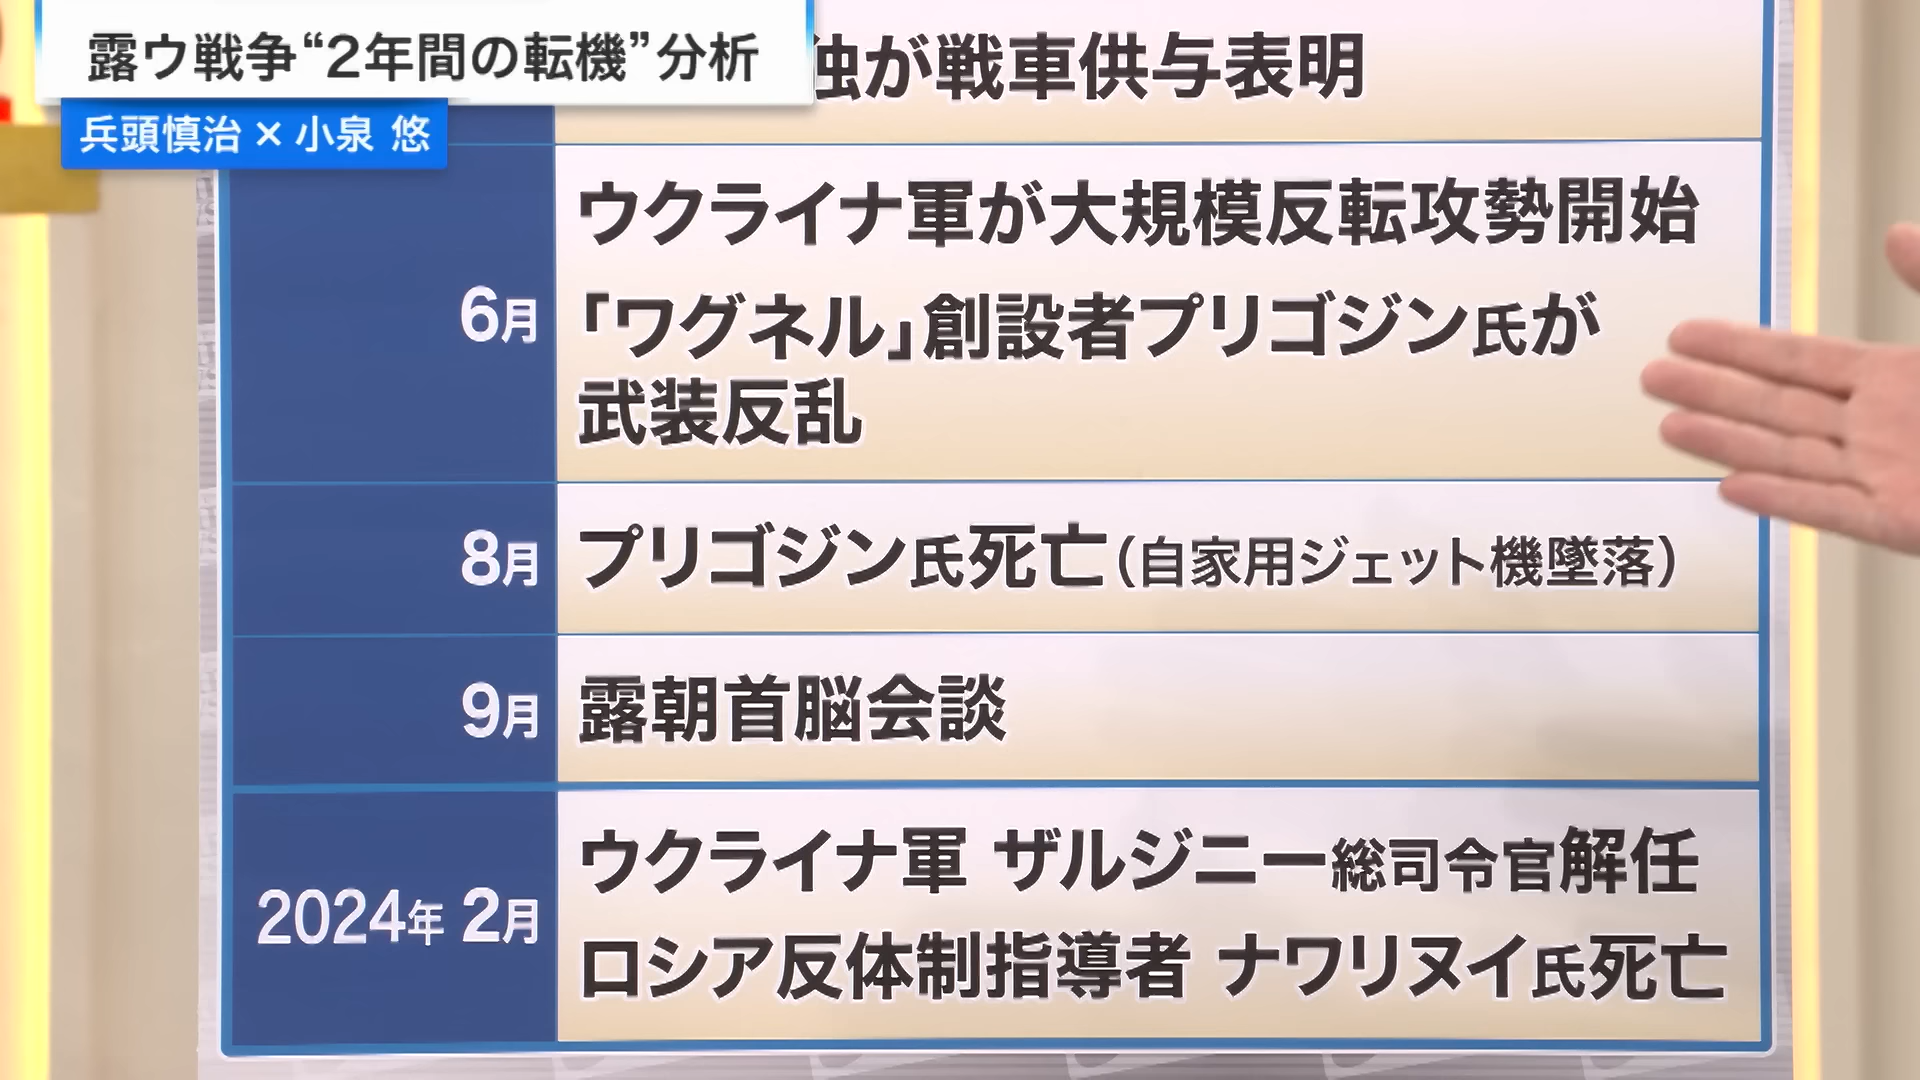 露ウ戦争“2年間の転機”分析
兵頭慎治×小泉 悠
独が戦車供与表明
6月
ウクライナ軍が大規模反転攻勢開始
「ワグネル」創設者プリゴジン氏が
武装反乱
8月
プリゴジン氏死亡(自家用ジェット機墜落)
9月
露朝首脳会談
2024年 2月
ウクライナ軍 ザルジニー総司令官解任
ロシア反体制指導者 ナワリヌイ氏死亡